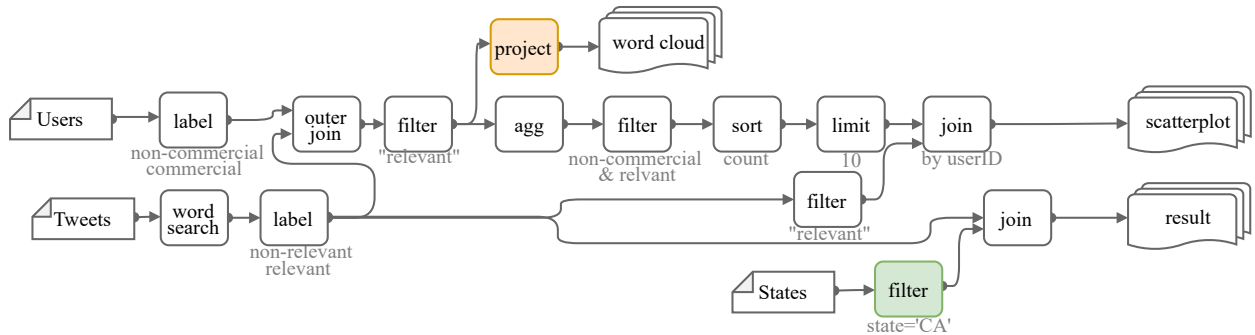 project
word cloud
Users
label
non-commercial
commercial
outer
join
filter
"relevant"
agg
filter
non-commercial
& relvant
sort
count
limit
10
join
by userID
scatterplot
Tweets
word
search
label
non-relevant
relevant
filter
"relevant"
join
result
States
filter
state='CA'